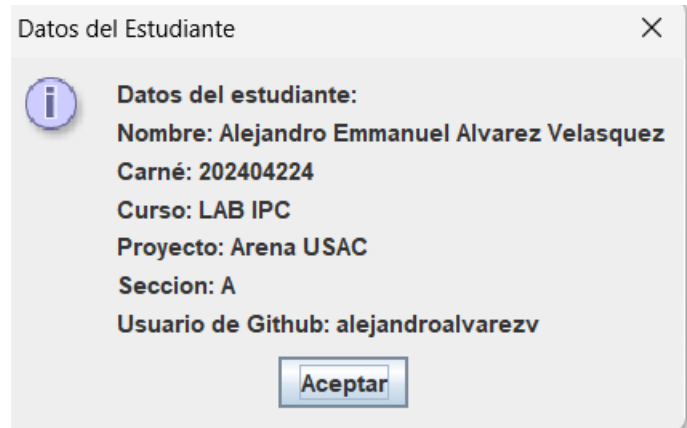 Datos del Estudiante
Datos del estudiante:
Nombre: Alejandro Emmanuel Alvarez Velasquez
Carné: 202404224
Curso: LAB IPC
Proyecto: Arena USAC
Seccion: A
Usuario de Github: alejandroalvarezv
Aceptar